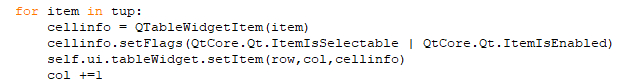 for item in tup:
cellinfo = QTableWidgetItem(item)
cellinfo.setFlags(QtCore.Qt.ItemIsSelectable | QtCore.Qt.ItemIsEnabled)
self.ui.tableWidget.setItem(row,col,cellinfo)
col +=1